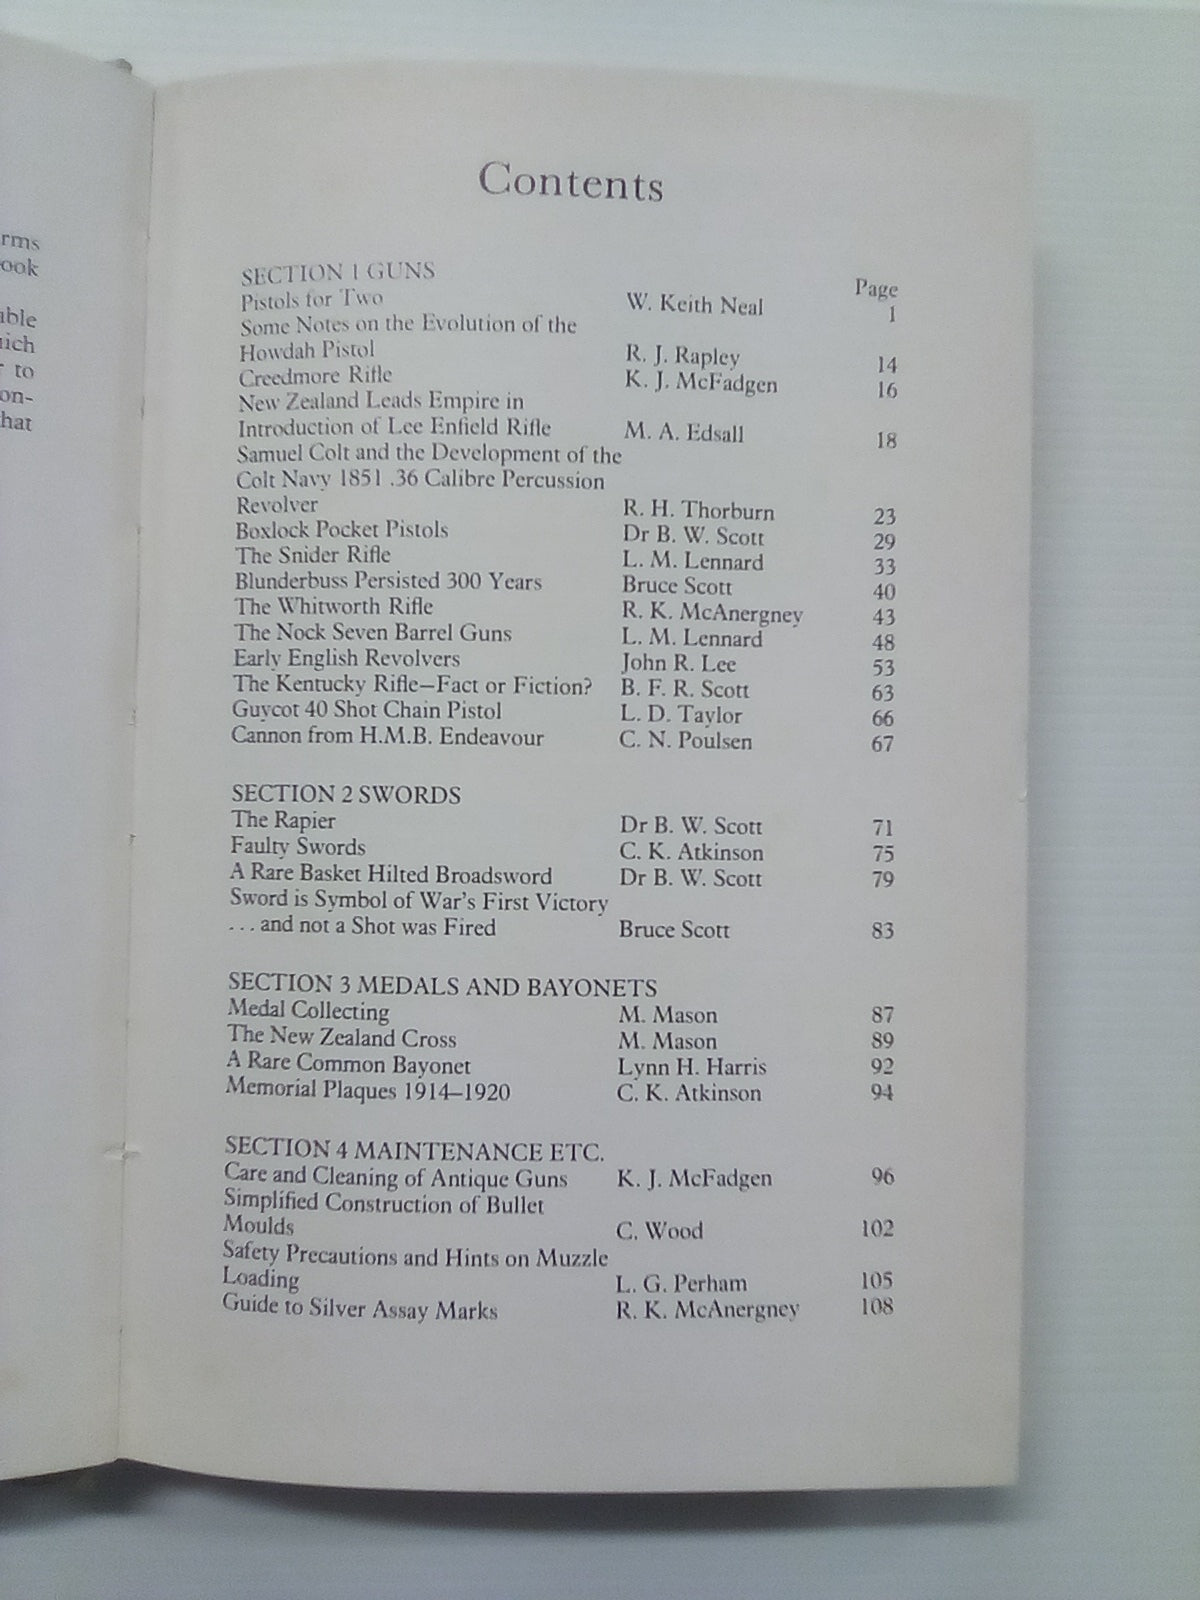 rms
ook
able
nich
r to
on-
hat
Contents
SECTION 1 GUNS
Page
Pistols for Two W. Keith Neal 1
Some Notes on the Evolution of the
Howdah Pistol R. J. Rapley 14
Creedmore Rifle K. J. McFadgen 16
New Zealand Leads Empire in
Introduction of Lee Enfield Rifle M. A. Edsall 18
Samuel Colt and the Development of the
Colt Navy 1851 .36 Calibre Percussion
Revolver R. H. Thorburn 23
Boxlock Pocket Pistols Dr B. W. Scott 29
The Snider Rifle L. M. Lennard 33
Blunderbuss Persisted 300 Years Bruce Scott 40
The Whitworth Rifle R. K. McAnergney 43
The Nock Seven Barrel Guns L. M. Lennard 48
Early English Revolvers John R. Lee 53
The Kentucky Rifle—Fact or Fiction? B. F. R. Scott 63
Guycot 40 Shot Chain Pistol L. D. Taylor 66
Cannon from H.M.B. Endeavour C. N. Poulsen 67
SECTION 2 SWORDS
The Rapier Dr B. W. Scott 71
Faulty Swords C. K. Atkinson 75
A Rare Basket Hilted Broadsword Dr B. W. Scott 79
Sword is Symbol of War's First Victory
. . . and not a Shot was Fired Bruce Scott 83
SECTION 3 MEDALS AND BAYONETS
Medal Collecting M. Mason 87
The New Zealand Cross M. Mason 89
A Rare Common Bayonet Lynn H. Harris 92
Memorial Plaques 1914–1920 C. K. Atkinson 94
SECTION 4 MAINTENANCE ETC.
Care and Cleaning of Antique Guns K. J. McFadgen 96
Simplified Construction of Bullet
Moulds C. Wood 102
Safety Precautions and Hints on Muzzle
Loading L. G. Perham 105
Guide to Silver Assay Marks R. K. McAnergney 108